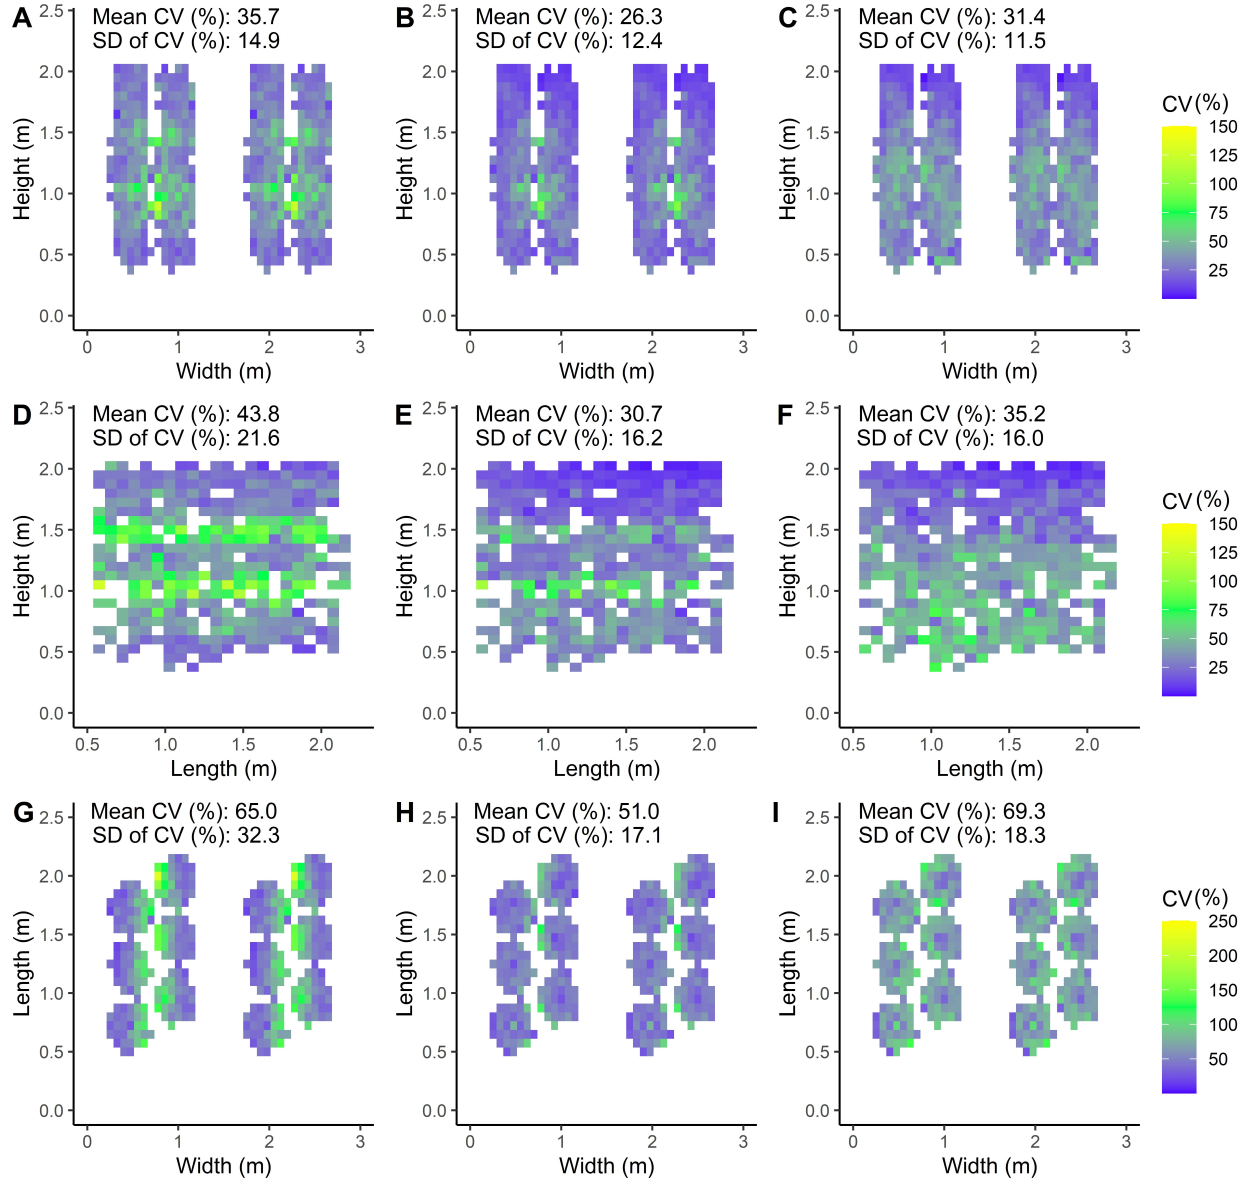 A
Mean CV (%): 35.7
SD of CV (%): 14.9
2.5
2.0
1.5
1.0
0.5
0.0
Height (m)
0 1 2 3
Width (m)
B
Mean CV (%): 26.3
SD of CV (%): 12.4
2.5
2.0
1.5
1.0
0.5
0.0
Height (m)
0 1 2 3
Width (m)
C
Mean CV (%): 31.4
SD of CV (%): 11.5
2.5
2.0
1.5
1.0
0.5
0.0
Height (m)
0 1 2 3
Width (m)
CV (%)
150
125
100
75
50
25
D
Mean CV (%): 43.8
SD of CV (%): 21.6
2.5
2.0
1.5
1.0
0.5
0.0
Height (m)
0.5 1.0 1.5 2.0
Length (m)
E
Mean CV (%): 30.7
SD of CV (%): 16.2
2.5
2.0
1.5
1.0
0.5
0.0
Height (m)
0.5 1.0 1.5 2.0
Length (m)
F
Mean CV (%): 35.2
SD of CV (%): 16.0
2.5
2.0
1.5
1.0
0.5
0.0
Height (m)
0.5 1.0 1.5 2.0
Length (m)
CV (%)
150
125
100
75
50
25
G
Mean CV (%): 65.0
SD of CV (%): 32.3
2.5
2.0
1.5
1.0
0.5
0.0
Length (m)
0 1 2 3
Width (m)
H
Mean CV (%): 51.0
SD of CV (%): 17.1
2.5
2.0
1.5
1.0
0.5
0.0
Length (m)
0 1 2 3
Width (m)
I
Mean CV (%): 69.3
SD of CV (%): 18.3
2.5
2.0
1.5
1.0
0.5
0.0
Length (m)
0 1 2 3
Width (m)
CV (%)
250
200
150
100
50